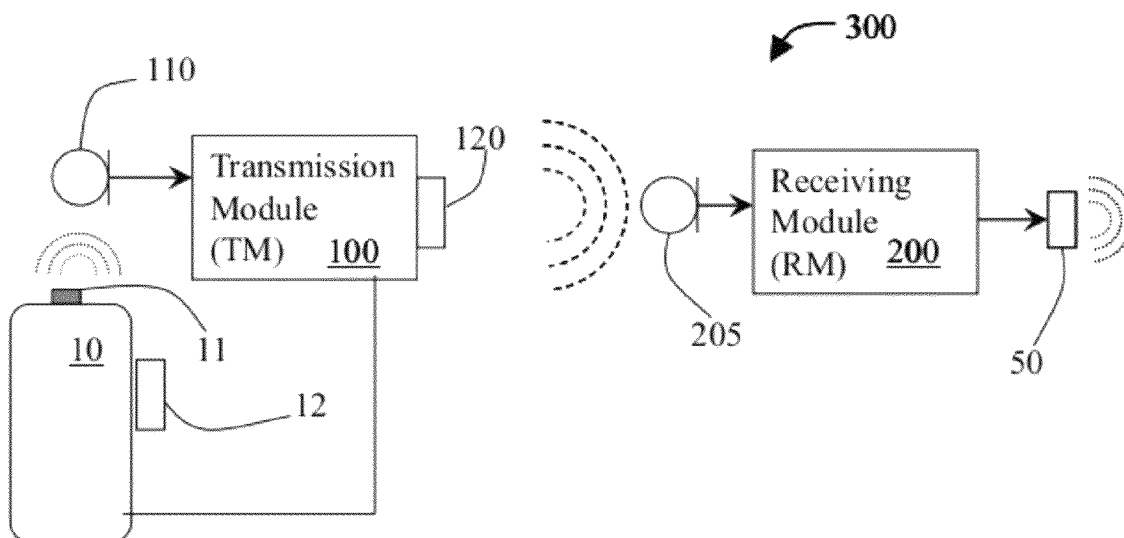 300
110
120
Transmission
Module
(TM) 100
Receiving
Module
(RM) 200
10
11
12
205
50